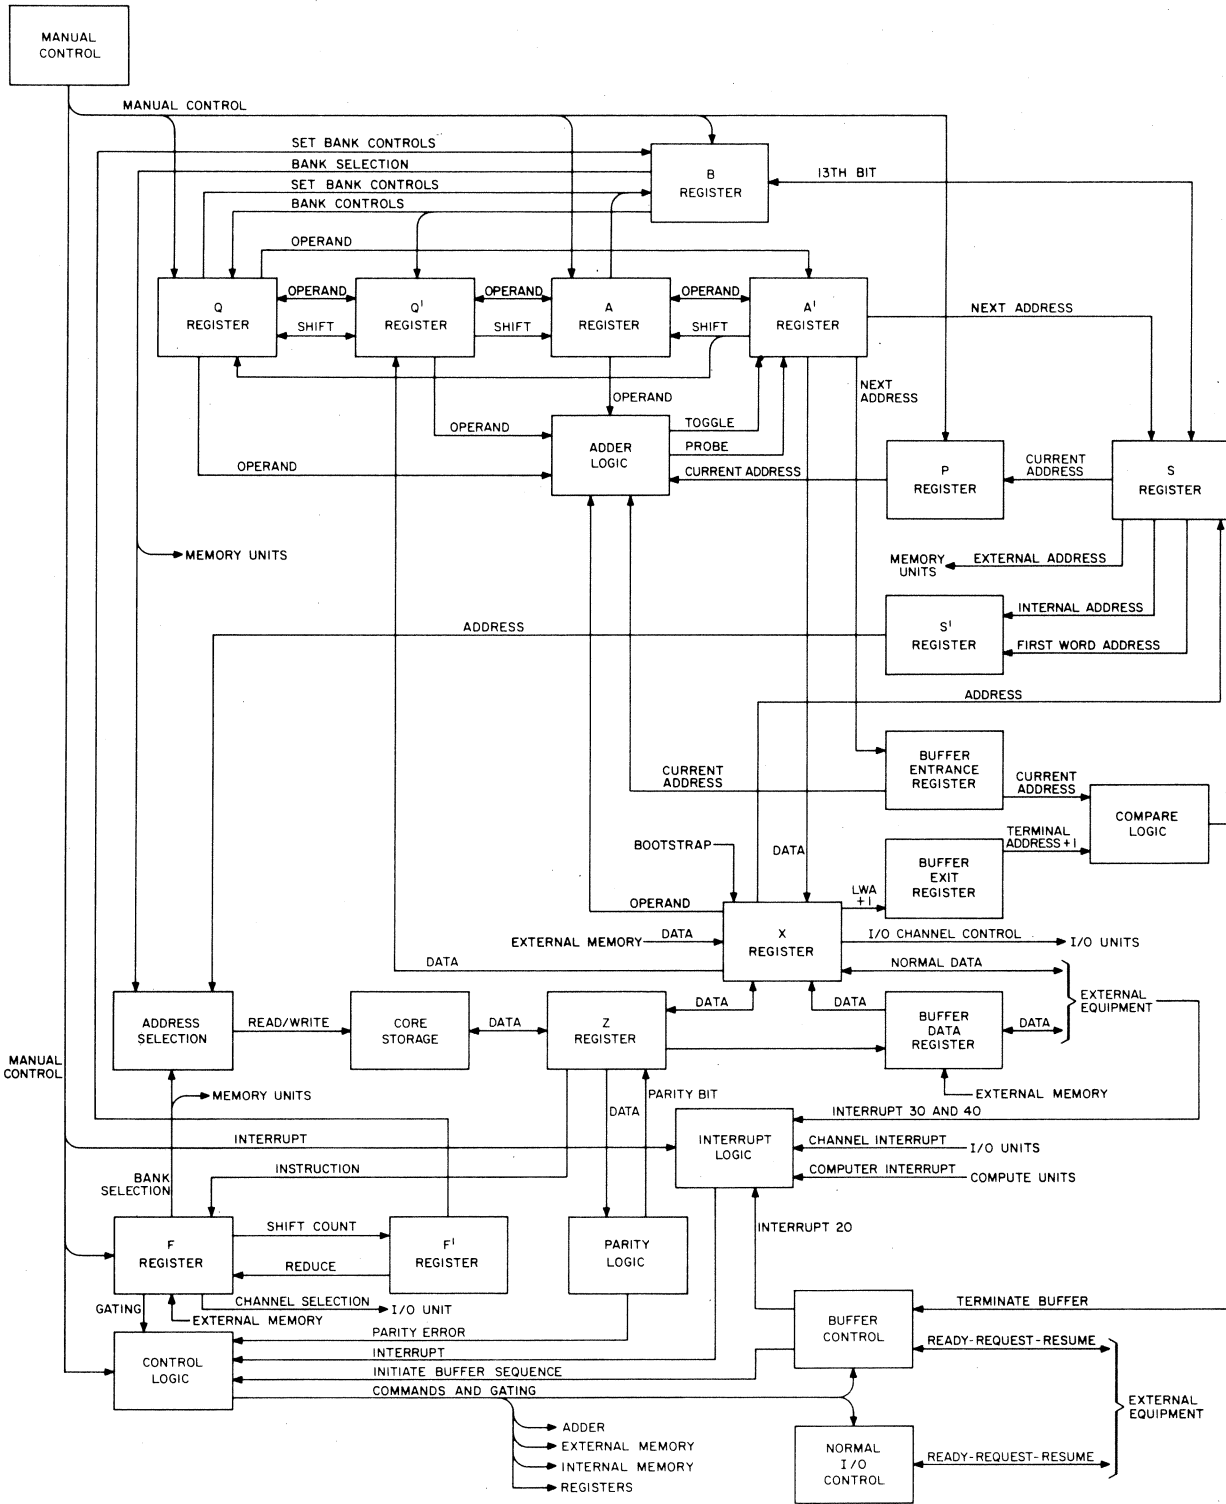 MANUAL
CONTROL
MANUAL CONTROL
SET BANK CONTROLS
BANK SELECTION
SET BANK CONTROLS
BANK CONTROLS
B
REGISTER
13TH BIT
OPERAND
Q
REGISTER
OPERAND
SHIFT
Q'
REGISTER
OPERAND
SHIFT
A
REGISTER
OPERAND
SHIFT
A'
REGISTER
NEXT ADDRESS
NEXT
ADDRESS
OPERAND
OPERAND
OPERAND
ADDER
LOGIC
TOGGLE
PROBE
CURRENT ADDRESS
P
REGISTER
CURRENT
ADDRESS
S
REGISTER
MEMORY UNITS
MEMORY
UNITS
EXTERNAL ADDRESS
INTERNAL ADDRESS
FIRST WORD ADDRESS
S'
REGISTER
ADDRESS
ADDRESS
CURRENT
ADDRESS
BUFFER
ENTRANCE
REGISTER
CURRENT
ADDRESS
COMPARE
LOGIC
TERMINAL
ADDRESS+1
BUFFER
EXIT
REGISTER
BOOTSTRAP
DATA
LWA
+1
OPERAND
X
REGISTER
EXTERNAL MEMORY
DATA
DATA
I/O CHANNEL CONTROL
I/O UNITS
NORMAL DATA
EXTERNAL
EQUIPMENT
ADDRESS
SELECTION
READ/WRITE
CORE
STORAGE
DATA
Z
REGISTER
DATA
DATA
BUFFER
DATA
REGISTER
DATA
MANUAL
CONTROL
MEMORY UNITS
PARITY BIT
DATA
EXTERNAL MEMORY
INTERRUPT 30 AND 40
INTERRUPT
INTERRUPT
LOGIC
CHANNEL INTERRUPT
I/O UNITS
COMPUTER INTERRUPT
COMPUTE UNITS
INSTRUCTION
BANK
SELECTION
F
REGISTER
SHIFT COUNT
REDUCE
F'
REGISTER
PARITY
LOGIC
INTERRUPT 20
GATING
CHANNEL SELECTION
I/O UNIT
EXTERNAL MEMORY
TERMINATE BUFFER
BUFFER
CONTROL
READY-REQUEST-RESUME
CONTROL
LOGIC
PARITY ERROR
INTERRUPT
INITIATE BUFFER SEQUENCE
COMMANDS AND GATING
EXTERNAL
EQUIPMENT
ADDER
EXTERNAL MEMORY
INTERNAL MEMORY
REGISTERS
NORMAL
I/O
CONTROL
READY-REQUEST-RESUME